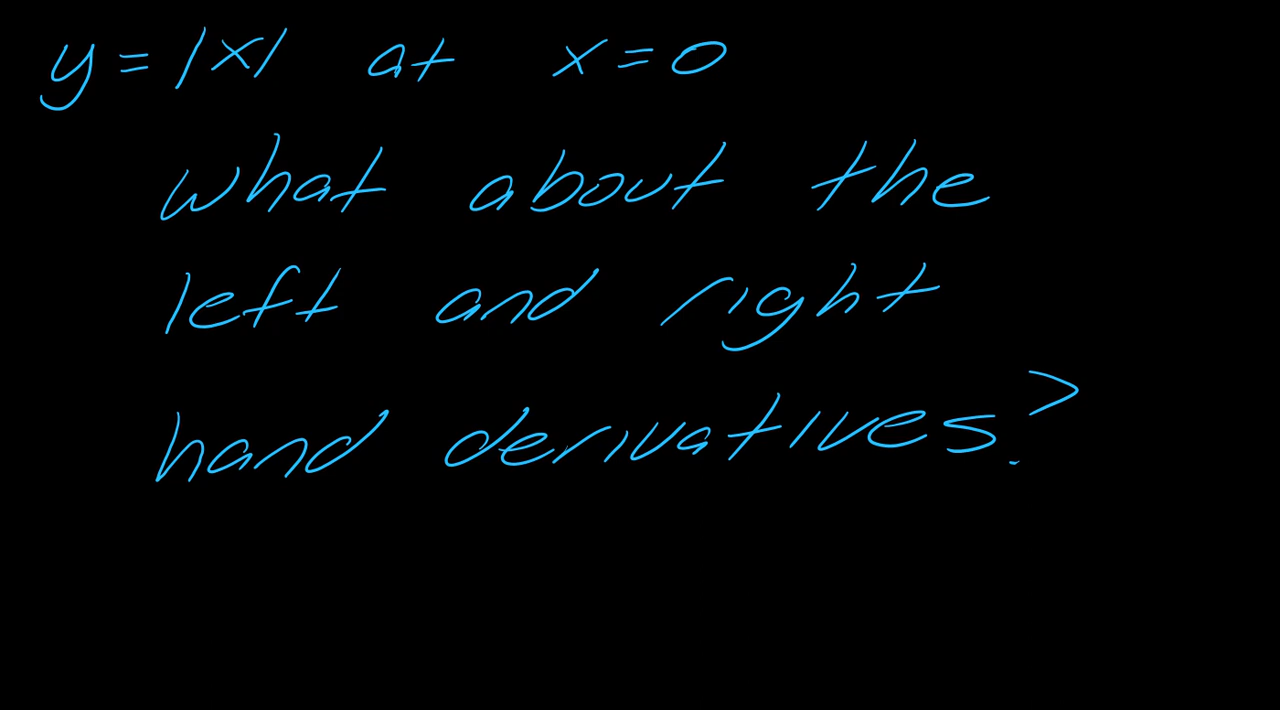 y = |x| at x = 0
what about the
left and right
hand derivatives?